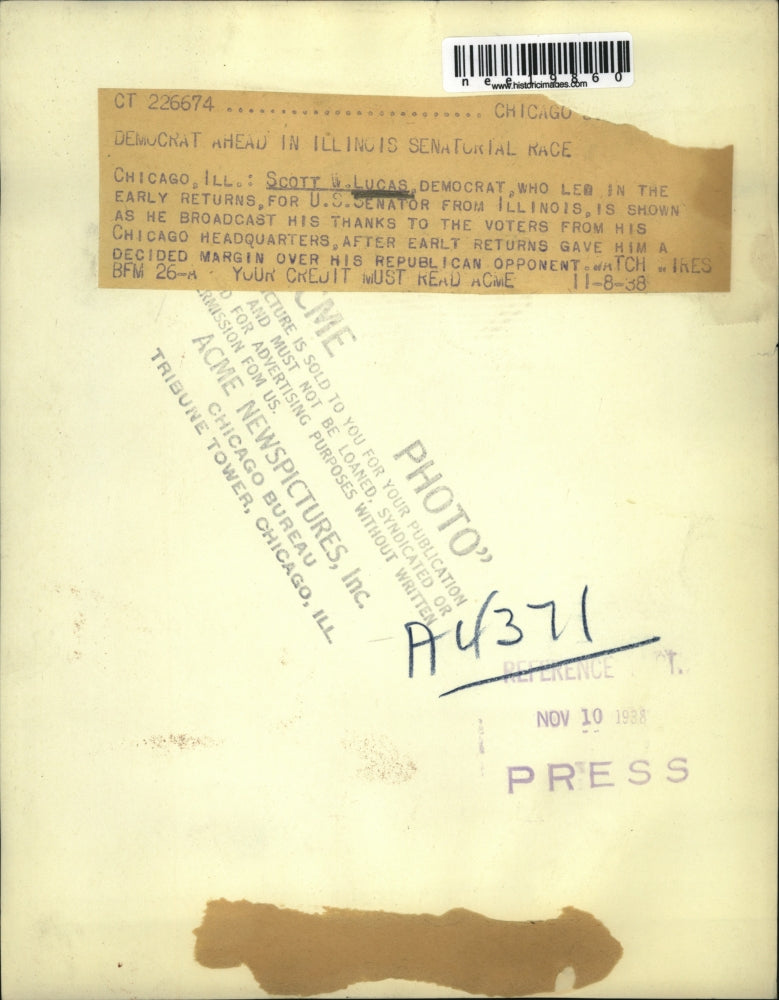 nee19860
www.historicimages.com
CT 226674 ........................... CHICAGO
DEMOCRAT AHEAD IN ILLINOIS SENATORIAL RACE
CHICAGO, ILL.: SCOTT W. LUCAS, DEMOCRAT, WHO LED IN THE
EARLY RETURNS, FOR U.S. SENATOR FROM ILLINOIS, IS SHOWN
AS HE BROADCAST HIS THANKS TO THE VOTERS FROM HIS
CHICAGO HEADQUARTERS, AFTER EARLT RETURNS GAVE HIM A
DECIDED MARGIN OVER HIS REPUBLICAN OPPONENT. WATCH WIRES
BFM 26-A YOUR CREDIT MUST READ ACME 11-8-38
ACME PHOTO”
CTURE IS SOLD TO YOU FOR YOUR PUBLICATION
AND MUST NOT BE LOANED, SYNDICATED OR
D FOR ADVERTISING PURPOSES WITHOUT WRITTEN
RMISSION FOM US.
ACME NEWSPICTURES, Inc.
CHICAGO BUREAU
TRIBUNE TOWER, CHICAGO, ILL
A4371
REFERENCE T.
NOV 10 1938
PRESS